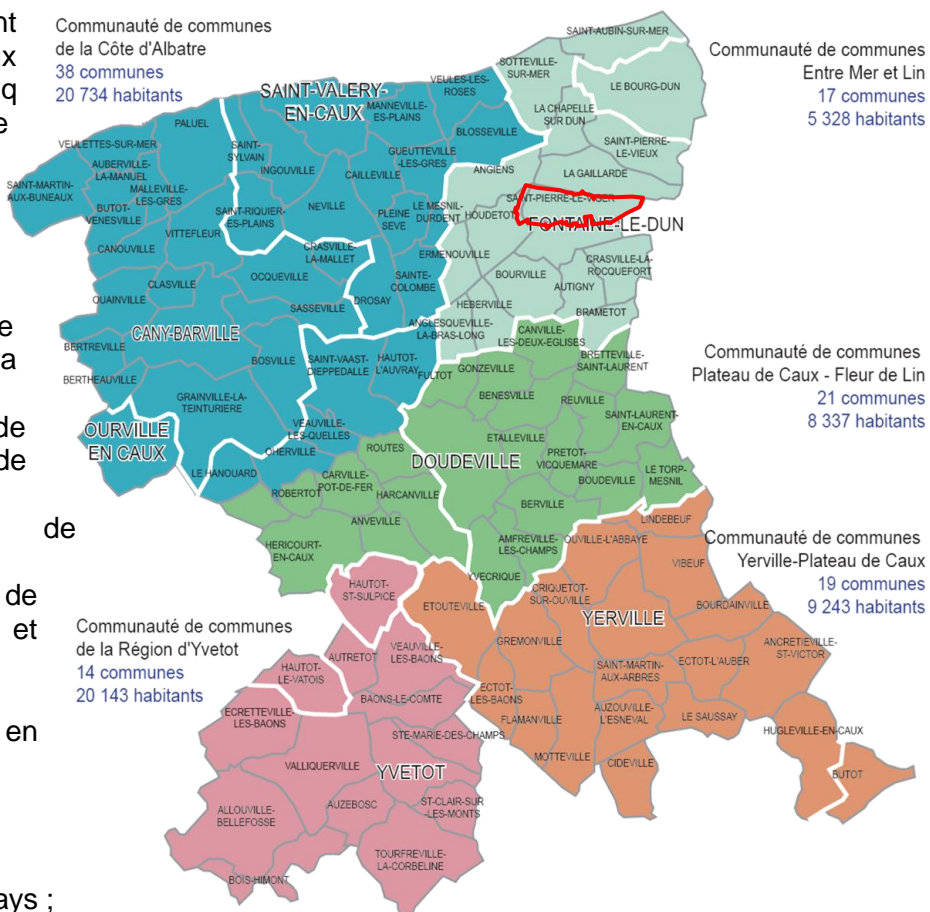 nt
ux
q
e
e
a
de
de
de
de
et
en
ays ;
Communauté de communes
de la Côte d'Albatre
38 communes
20 734 habitants
Communauté de communes
Entre Mer et Lin
17 communes
5 328 habitants
SAINT-AUBIN-SUR-MER
SOTTEVILLE-
SUR-MER
LE BOURG-DUN
VEULES-LES-
ROSES
SAINT-VALERY-
EN-CAUX
MANNEVILLE-
ES-PLAINS
LA CHAPELLE
SUR DUN
PALUEL
BLOSSEVILLE
SAINT-PIERRE-
LE-VIEUX
VEULETTES-SUR-MER
SAINT-
SYLVAIN
GUEUTTEVILLE
-LES-GRES
AUBERVILLE-
LA-MANUEL
INGOUVILLE
CAILLEVILLE
ANGIENS
LA GAILLARDE
SAINT-MARTIN-
AUX-BUNEAUX
MALLEVILLE-
LES-GRES
SAINT-PIERRE-LE-VIGER
BUTOT-
VENESVILLE
SAINT-RIQUIER-
ES-PLAINS
NEVILLE
PLEINE
SEVE
LE MESNIL-
DURDENT
HOUDETOT
FONTAINE-LE-DUN
VITTEFLEUR
CANOUVILLE
CRASVILLE-
LA-MALLET
ERMENOUVILLE
CRASVILLE-LA-
ROCQUEFORT
CLASVILLE
OCQUEVILLE
SAINTE-
COLOMBE
BOURVILLE
AUTIGNY
OUAINVILLE
SASSEVILLE
DROSAY
HEBERVILLE
BRAMETOT
CANY-BARVILLE
ANGLESQUEVILLE-
LA-BRAS-LONG
CANVILLE-
LES-DEUX-EGLISES
BERTREVILLE
BOSVILLE
SAINT-VAAST-
DIEPPEDALLE
HAUTOT-
L'AUVRAY
FULTOT
GONZEVILLE
BRETTEVILLE-
SAINT-LAURENT
Communauté de communes
Plateau de Caux - Fleur de Lin
21 communes
8 337 habitants
BERTHEAUVILLE
GRAINVILLE-LA-
TEINTURIERE
BENESVILLE
REUVILLE
SAINT-LAURENT-
EN-CAUX
OURVILLE
EN CAUX
VEAUVILLE-
LES-QUELLES
ETALLEVILLE
OHERVILLE
ROUTES
DOUDEVILLE
PRETOT-
VICQUEMARE
LE HANOUARD
CARVILLE-
POT-DE-FER
BOUDEVILLE
LE TORP-
MESNIL
ROBERTOT
HARCANVILLE
BERVILLE
ANVEVILLE
LINDEBEUF
HERICOURT-
EN-CAUX
AMFREVILLE-
LES-CHAMPS
OUVILLE-L'ABBAYE
VIBEUF
Communauté de communes
Yerville-Plateau de Caux
19 communes
9 243 habitants
YVECRIQUE
HAUTOT-
ST-SULPICE
ETOUTEVILLE
CRIQUETOT-
SUR-OUVILLE
YERVILLE
BOURDAINVILLE
Communauté de communes
de la Région d'Yvetot
14 communes
20 143 habitants
AUTRETOT
VEAUVILLE-
LES-BAONS
GREMONVILLE
ANCRETIEVILLE-
ST-VICTOR
HAUTOT-
LE-VATOIS
SAINT-MARTIN-
AUX-ARBRES
ECTOT-L'AUBER
BAONS-LE-COMTE
ECTOT-
LES-BAONS
ECRETTEVILLE-
LES-BAONS
FLAMANVILLE
AUZOUVILLE-
L'ESNEVAL
LE SAUSSAY
STE-MARIE-DES-CHAMPS
HUGLEVILLE-EN-CAUX
VALLIQUERVILLE
YVETOT
MOTTEVILLE
CIDEVILLE
BUTOT
ALLOUVILLE-
BELLEFOSSE
AUZEBOSC
ST-CLAIR-SUR
-LES-MONTS
TOURFREVILLE-
LA-CORBELINE
BOIS-HIMONT